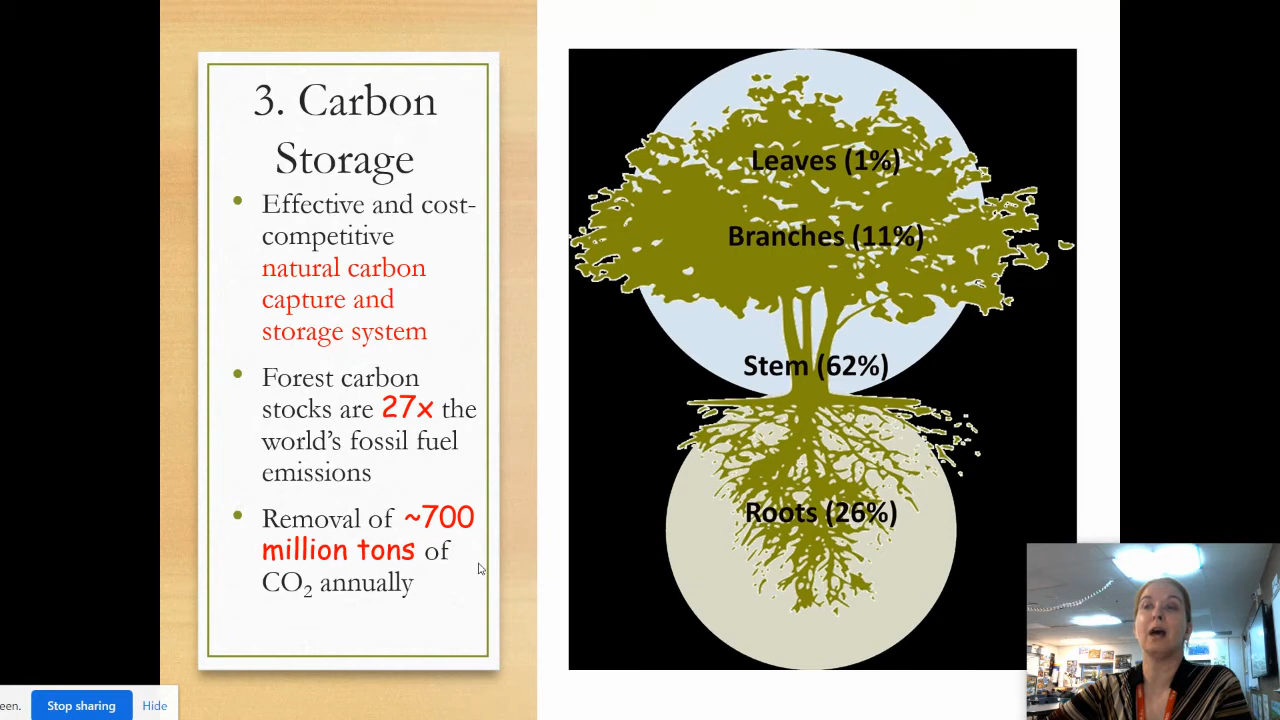 3. Carbon
Storage
• Effective and cost-
competitive
natural carbon
capture and
storage system
• Forest carbon
stocks are 27x the
world’s fossil fuel
emissions
• Removal of ~700
million tons of
CO₂ annually
Leaves (1%)
Branches (11%)
Stem (62%)
Roots (26%)
een.
Stop sharing
Hide